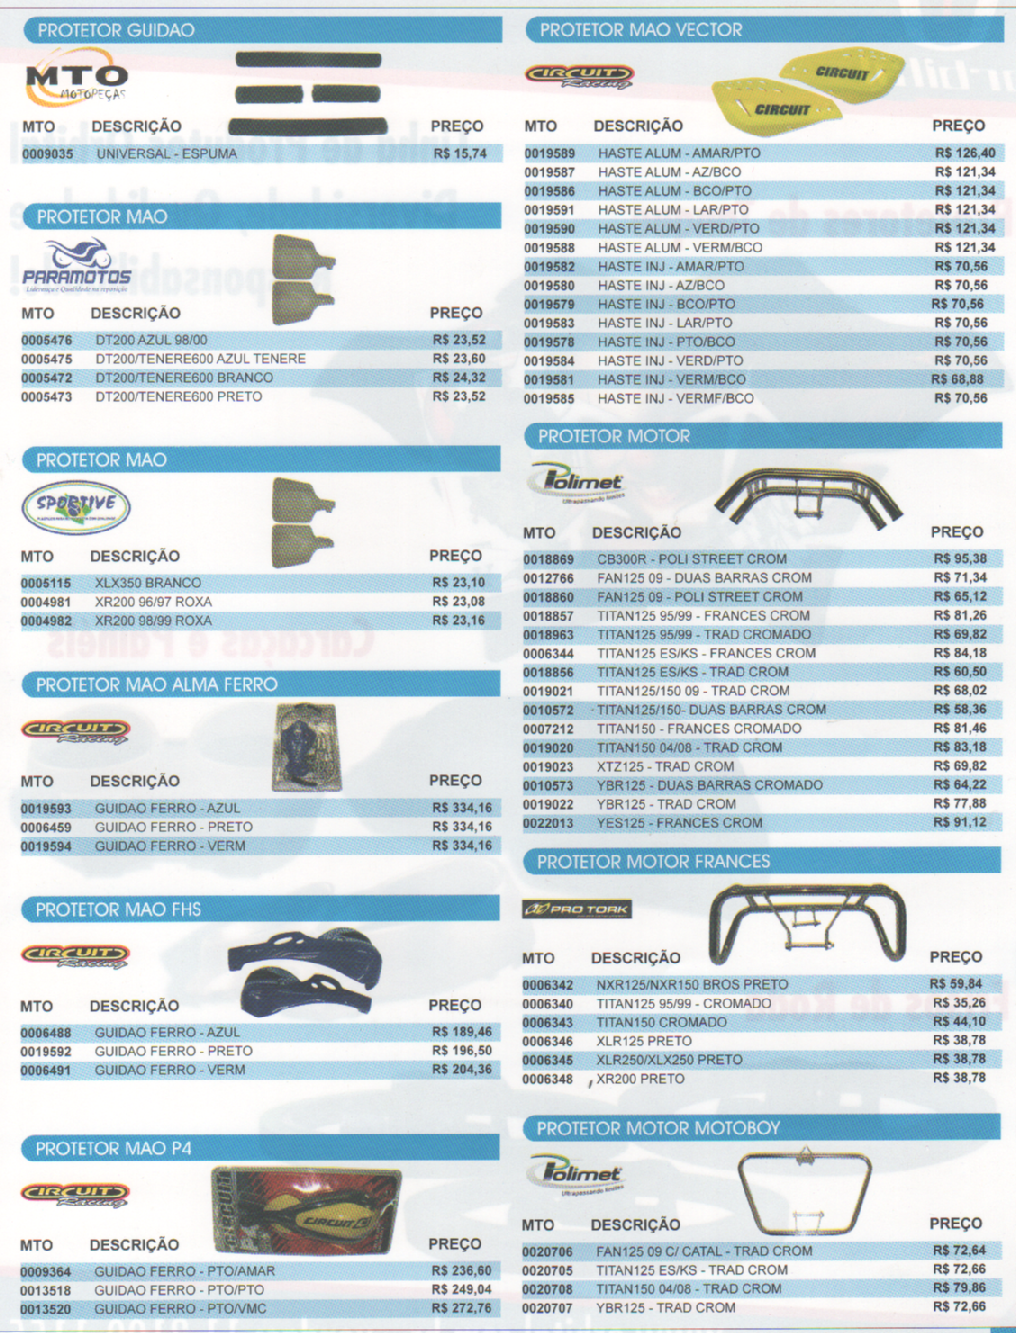 PROTETOR GUIDAO
MTO
MOTOPEÇAS
MTO DESCRIÇÃO PREÇO
0009035 UNIVERSAL - ESPUMA R$ 15,74
PROTETOR MAO
PARAMOTOS
MTO DESCRIÇÃO PREÇO
0005476 DT200 AZUL 98/00 R$ 23,52
0005475 DT200/TENERE600 AZUL TENERE R$ 23,60
0005472 DT200/TENERE600 BRANCO R$ 24,32
0005473 DT200/TENERE600 PRETO R$ 23,52
PROTETOR MAO
SPORTIVE
MTO DESCRIÇÃO PREÇO
0005115 XLX350 BRANCO R$ 23,10
0004981 XR200 96/97 ROXA R$ 23,08
0004982 XR200 98/99 ROXA R$ 23,16
PROTETOR MAO ALMA FERRO
CIRCUIT
Racing
MTO DESCRIÇÃO PREÇO
0019593 GUIDAO FERRO - AZUL R$ 334,16
0006459 GUIDAO FERRO - PRETO R$ 334,16
0019594 GUIDAO FERRO - VERM R$ 334,16
PROTETOR MAO FHS
CIRCUIT
Racing
MTO DESCRIÇÃO PREÇO
0006488 GUIDAO FERRO - AZUL R$ 189,46
0019592 GUIDAO FERRO - PRETO R$ 196,50
0006491 GUIDAO FERRO - VERM R$ 204,36
PROTETOR MAO P4
CIRCUIT
Racing
CIRCUIT
MTO DESCRIÇÃO PREÇO
0009364 GUIDAO FERRO - PTO/AMAR R$ 236,60
0013518 GUIDAO FERRO - PTO/PTO R$ 249,04
0013520 GUIDAO FERRO - PTO/VMC R$ 272,76
PROTETOR MAO VECTOR
CIRCUIT
Racing
CIRCUIT
CIRCUIT
MTO DESCRIÇÃO PREÇO
0019589 HASTE ALUM - AMAR/PTO R$ 126,40
0019587 HASTE ALUM - AZ/BCO R$ 121,34
0019586 HASTE ALUM - BCO/PTO R$ 121,34
0019591 HASTE ALUM - LAR/PTO R$ 121,34
0019590 HASTE ALUM - VERD/PTO R$ 121,34
0019588 HASTE ALUM - VERM/BCO R$ 121,34
0019582 HASTE INJ - AMAR/PTO R$ 70,56
0019580 HASTE INJ - AZ/BCO R$ 70,56
0019579 HASTE INJ - BCO/PTO R$ 70,56
0019583 HASTE INJ - LAR/PTO R$ 70,56
0019578 HASTE INJ - PTO/BCO R$ 70,56
0019584 HASTE INJ - VERD/PTO R$ 70,56
0019581 HASTE INJ - VERM/BCO R$ 68,88
0019585 HASTE INJ - VERMF/BCO R$ 70,56
PROTETOR MOTOR
Polimet
Ultrapassando limites
MTO DESCRIÇÃO PREÇO
0018869 CB300R - POLI STREET CROM R$ 95,38
0012766 FAN125 09 - DUAS BARRAS CROM R$ 71,34
0018860 FAN125 09 - POLI STREET CROM R$ 65,12
0018857 TITAN125 95/99 - FRANCES CROM R$ 81,26
0018963 TITAN125 95/99 - TRAD CROMADO R$ 69,82
0006344 TITAN125 ES/KS - FRANCES CROM R$ 84,18
0018856 TITAN125 ES/KS - TRAD CROM R$ 60,50
0019021 TITAN125/150 09 - TRAD CROM R$ 68,02
0010572 TITAN125/150- DUAS BARRAS CROM R$ 58,36
0007212 TITAN150 - FRANCES CROMADO R$ 81,46
0019020 TITAN150 04/08 - TRAD CROM R$ 83,18
0019023 XTZ125 - TRAD CROM R$ 69,82
0010573 YBR125 - DUAS BARRAS CROMADO R$ 64,22
0019022 YBR125 - TRAD CROM R$ 77,88
0022013 YES125 - FRANCES CROM R$ 91,12
PROTETOR MOTOR FRANCES
PRO TORK
MTO DESCRIÇÃO PREÇO
0006342 NXR125/NXR150 BROS PRETO R$ 59,84
0006340 TITAN125 95/99 - CROMADO R$ 35,26
0006343 TITAN150 CROMADO R$ 44,10
0006346 XLR125 PRETO R$ 38,78
0006345 XLR250/XLX250 PRETO R$ 38,78
0006348 XR200 PRETO R$ 38,78
PROTETOR MOTOR MOTOBOY
Polimet
Ultrapassando limites
MTO DESCRIÇÃO PREÇO
0020706 FAN125 09 C/ CATAL - TRAD CROM R$ 72,64
0020705 TITAN125 ES/KS - TRAD CROM R$ 72,66
0020708 TITAN150 04/08 - TRAD CROM R$ 79,86
0020707 YBR125 - TRAD CROM R$ 72,66